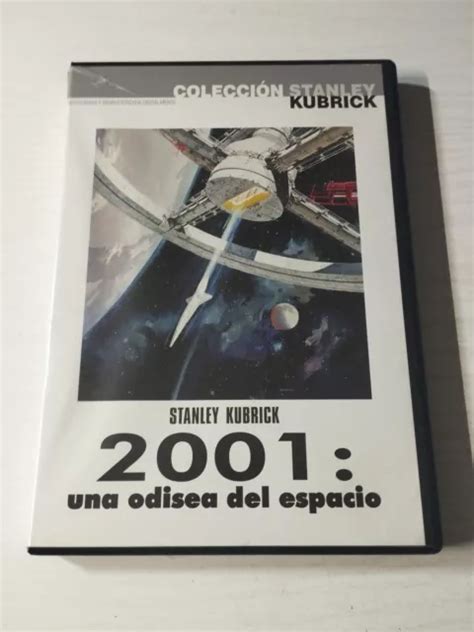 COLECCIÓN STANLEY
KUBRICK
STANLEY KUBRICK
2001:
una odisea del espacio